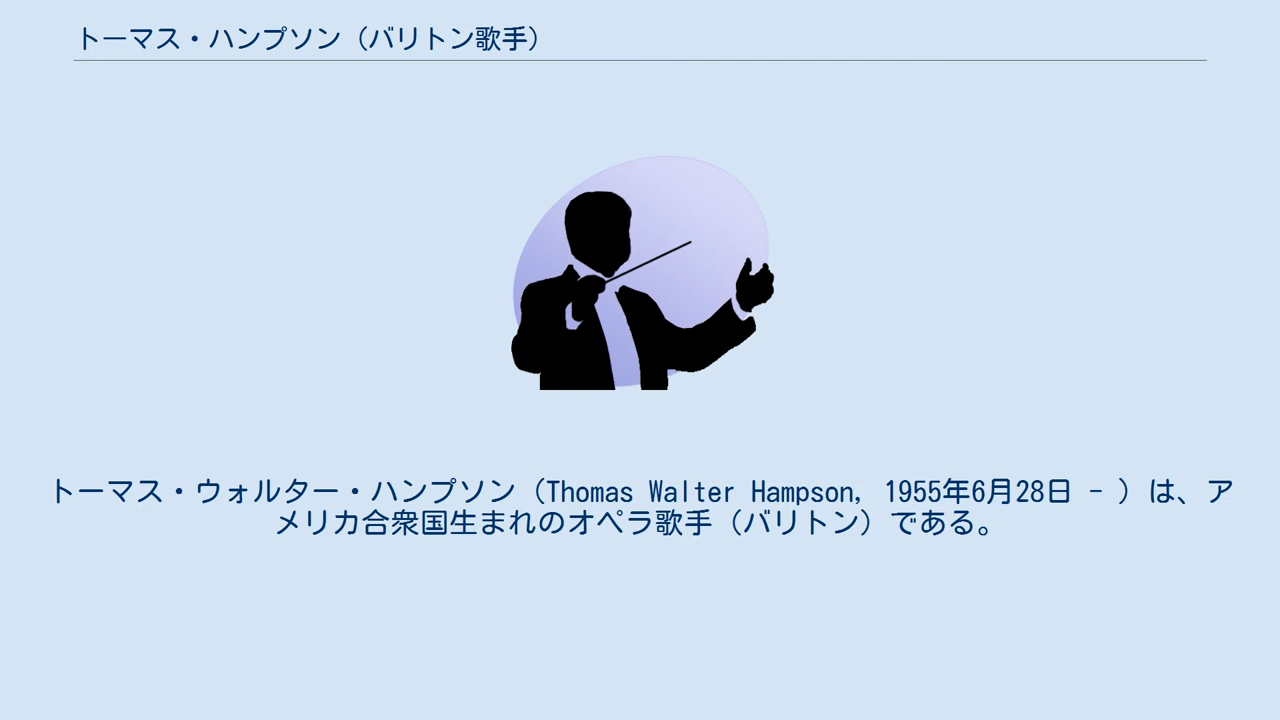 トーマス・ハンプソン（バリトン歌手）
トーマス・ウォルター・ハンプソン（Thomas Walter Hampson, 1955年6月28日 - ）は、ア
メリカ合衆国生まれのオペラ歌手（バリトン）である。